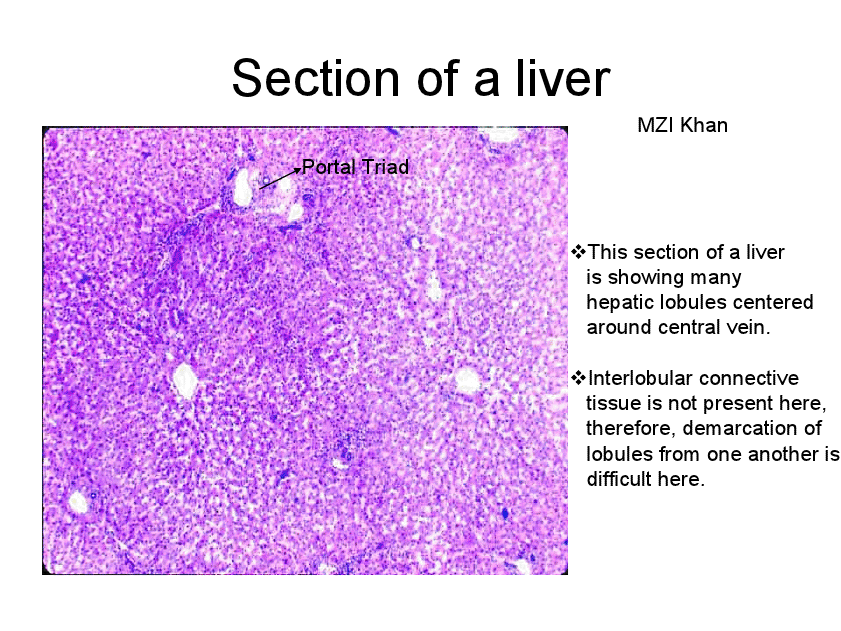 Section of a liver
MZI Khan
Portal Triad
❖This section of a liver
is showing many
hepatic lobules centered
around central vein.
❖Interlobular connective
tissue is not present here,
therefore, demarcation of
lobules from one another is
difficult here.